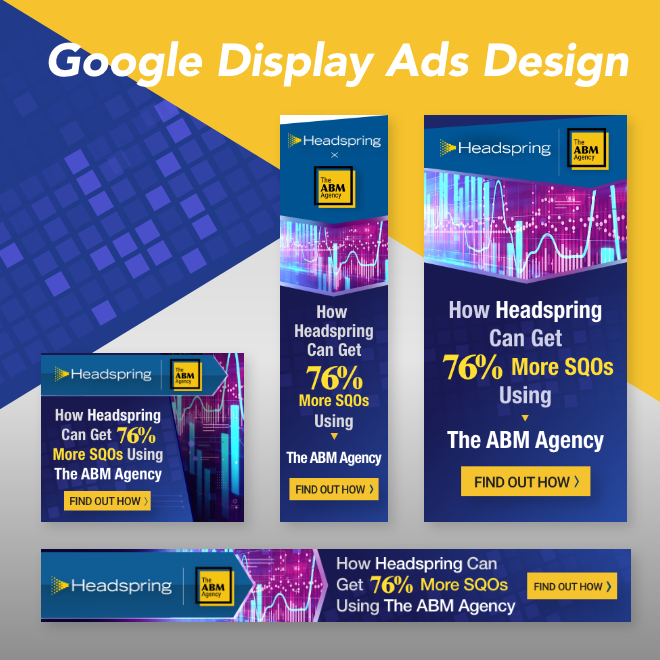 Google Display Ads Design
Headspring
×
The
ABM
Agency
How
Headspring
Can Get
76%
More SQOs
Using
The ABM Agency
FIND OUT HOW
Headspring
The
ABM
Agency
How Headspring
Can Get
76% More SQOs
Using
The ABM Agency
FIND OUT HOW
Headspring
The
ABM
Agency
How Headspring
Can Get 76%
More SQOs Using
The ABM Agency
FIND OUT HOW
Headspring
The
ABM
Agency
How Headspring Can
Get 76% More SQOs
Using The ABM Agency
FIND OUT HOW